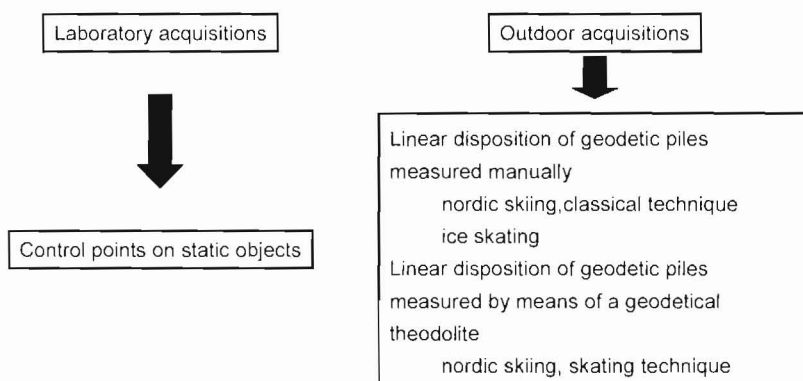 Laboratory acquisitions
Control points on static objects
Outdoor acquisitions
Linear disposition of geodetic piles
measured manually
nordic skiing,classical technique
ice skating
Linear disposition of geodetic piles
measured by means of a geodetical
theodolite
nordic skiing, skating technique